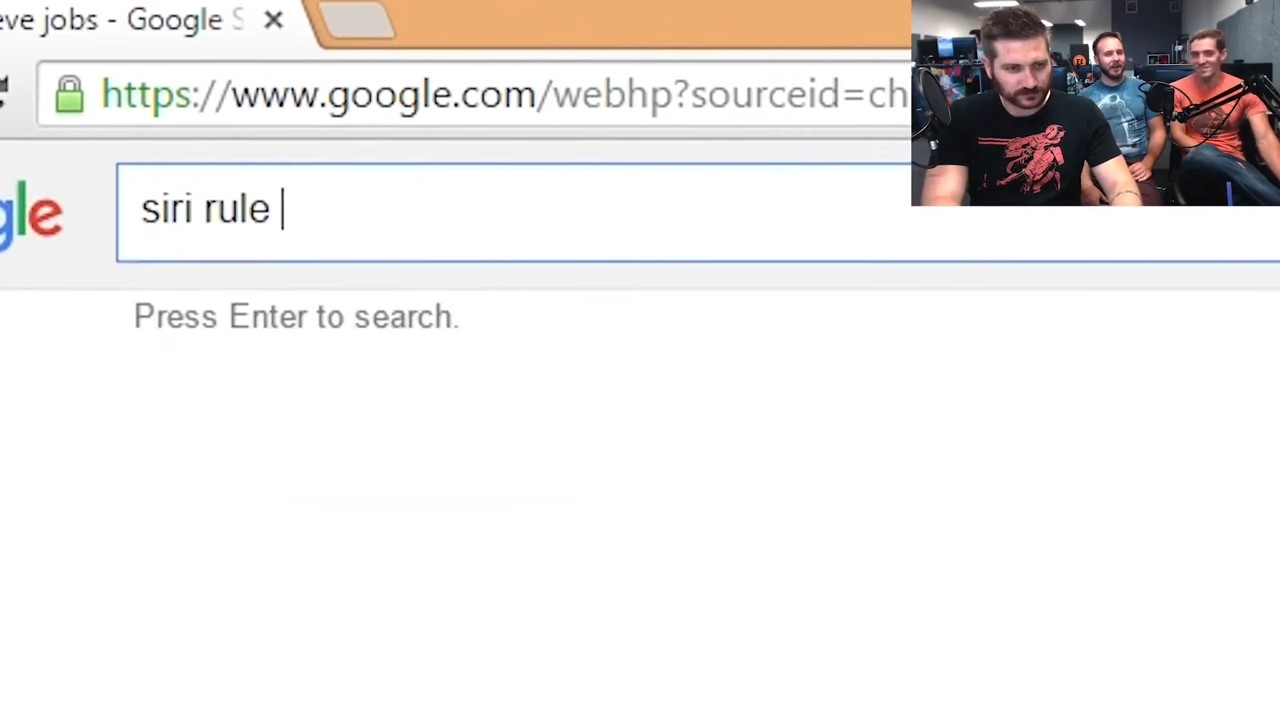 eve jobs - Google S
https://www.google.com/webhp?sourceid=ch
gle
siri rule
Press Enter to search.